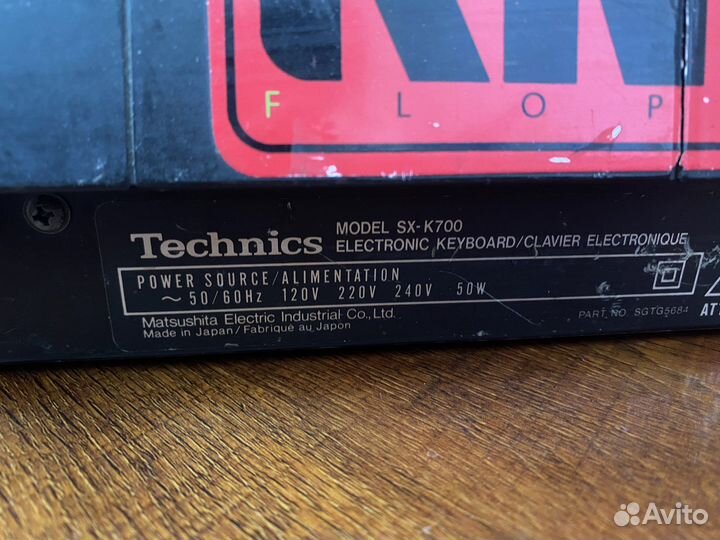 F L O P
Technics
MODEL SX-K700
ELECTRONIC KEYBOARD/CLAVIER ELECTRONIQUE
POWER SOURCE/ALIMENTATION
~ 50/60Hz 120V 220V 240V 50W
Matsushita Electric Industrial Co., Ltd.
Made in Japan/Fabriqué au Japon
PART NO. SGTG5684
Avito